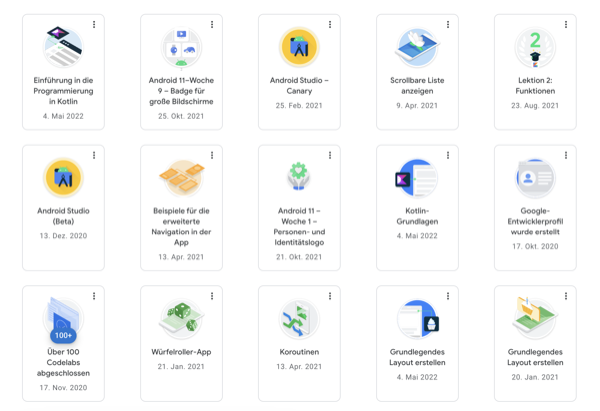 Einführung in die
Programmierung
in Kotlin
4. Mai 2022
Android 11–Woche
9 – Badge für
große Bildschirme
25. Okt. 2021
Android Studio –
Canary
25. Feb. 2021
Scrollbare Liste
anzeigen
9. Apr. 2021
2
Lektion 2:
Funktionen
23. Aug. 2021
Android Studio
(Beta)
13. Dez. 2020
Beispiele für die
erweiterte
Navigation in der
App
13. Apr. 2021
Android 11 –
Woche 1 –
Personen- und
Identitätslogo
21. Okt. 2021
Kotlin-
Grundlagen
4. Mai 2022
Google-
Entwicklerprofil
wurde erstellt
17. Okt. 2020
100+
Über 100
Codelabs
abgeschlossen
17. Nov. 2020
Würfelroller-App
21. Jan. 2021
Koroutinen
13. Apr. 2021
Grundlegendes
Layout erstellen
4. Mai 2022
Grundlegendes
Layout erstellen
20. Jan. 2021